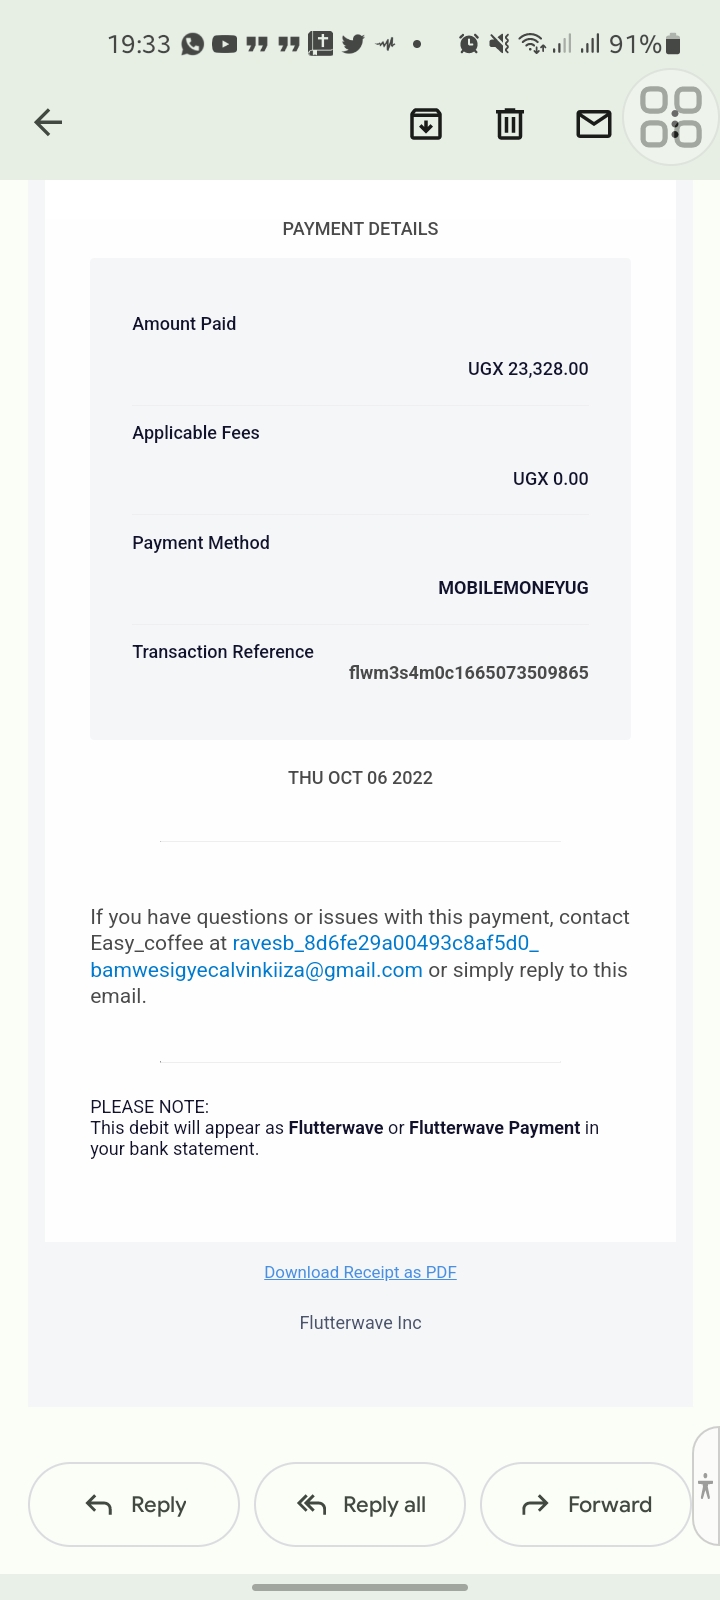 19:33
91%
PAYMENT DETAILS
Amount Paid
UGX 23,328.00
Applicable Fees
UGX 0.00
Payment Method
MOBILEMONEYUG
Transaction Reference
flwm3s4m0c1665073509865
THU OCT 06 2022
If you have questions or issues with this payment, contact
Easy_coffee at ravesb_8d6fe29a00493c8af5d0_
bamwesigyecalvinkiiza@gmail.com or simply reply to this
email.
PLEASE NOTE:
This debit will appear as Flutterwave or Flutterwave Payment in
your bank statement.
Download Receipt as PDF
Flutterwave Inc
Reply
Reply all
Forward